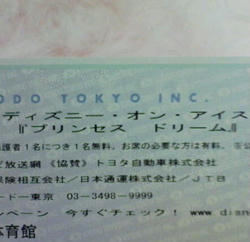 ODO TOKYO INC.
ディズニー・オン・アイス
『プリンセス ドリーム』
護者1名につき1名無料。お席の必要な方は有料。
放送網《協賛》トヨタ自動車株式会社
保険相互会社／日本通運株式会社／JTB
ード一東京 03-3498-9999
ンペーン 今すぐチェック! www.dian
体育館